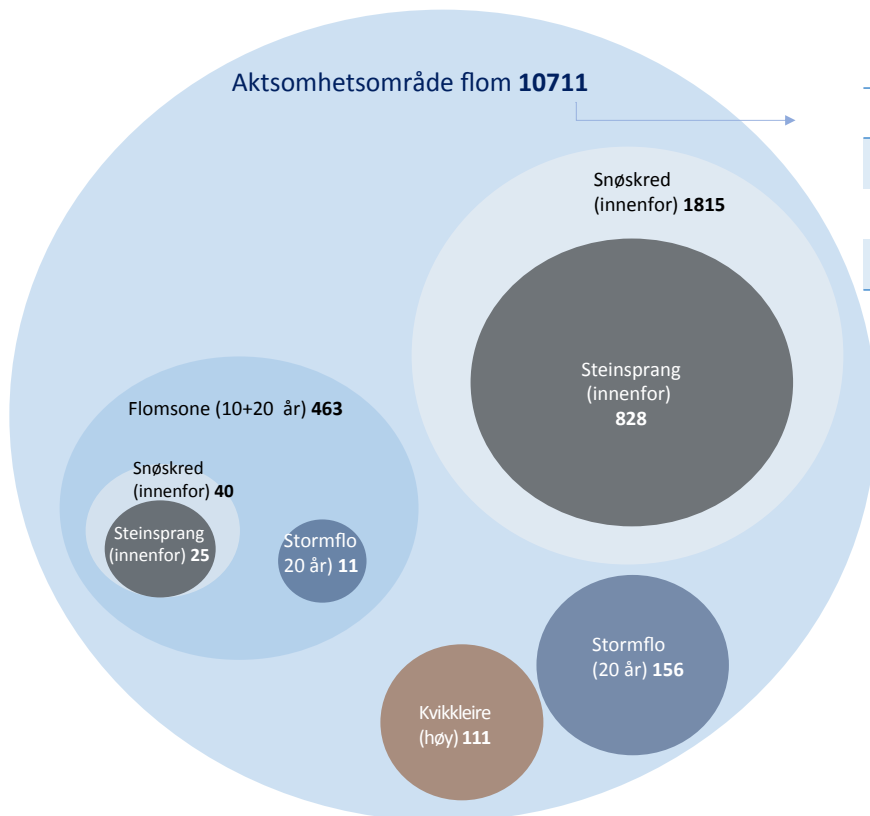 Aktsomhetsområde flom 10711
Snøskred
(innenfor) 1815
Steinsprang
(innenfor)
828
Flomsone (10+20 år) 463
Snøskred
(innenfor) 40
Steinsprang
(innenfor) 25
Stormflo
20 år) 11
Stormflo
(20 år) 156
Kvikkleire
(høy) 111